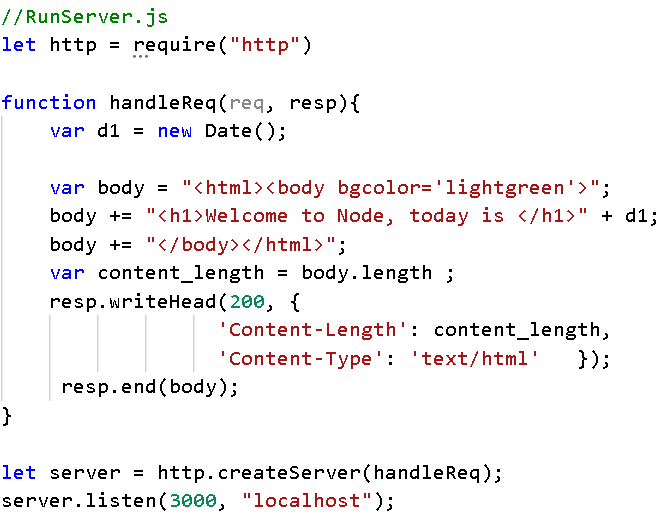 //RunServer.js
let http = require("http")
function handleReq(req, resp){
var d1 = new Date();
var body = "<html><body bgcolor='lightgreen'>";
body += "<h1>Welcome to Node, today is </h1>" + d1;
body += "</body></html>";
var content_length = body.length ;
resp.writeHead(200, {
'Content-Length': content_length,
'Content-Type': 'text/html'   });
resp.end(body);
}
let server = http.createServer(handleReq);
server.listen(3000, "localhost");